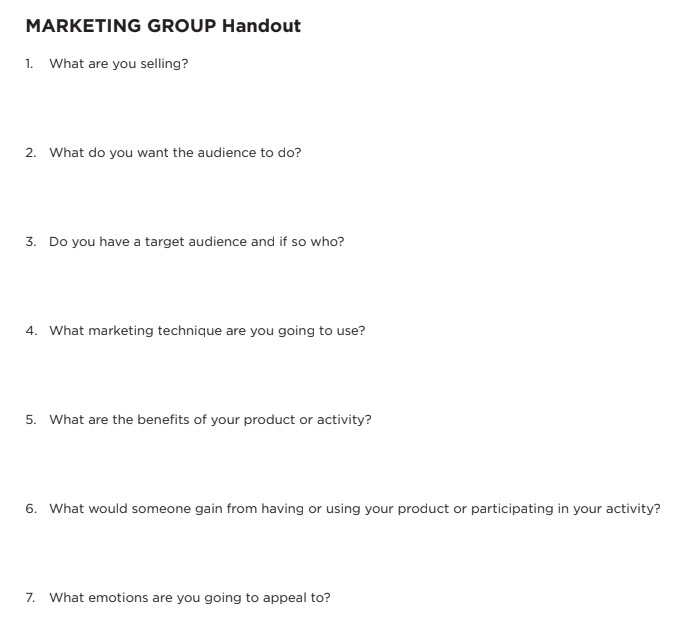 MARKETING GROUP Handout
1. What are you selling?
2. What do you want the audience to do?
3. Do you have a target audience and if so who?
4. What marketing technique are you going to use?
5. What are the benefits of your product or activity?
6. What would someone gain from having or using your product or participating in your activity?
7. What emotions are you going to appeal to?